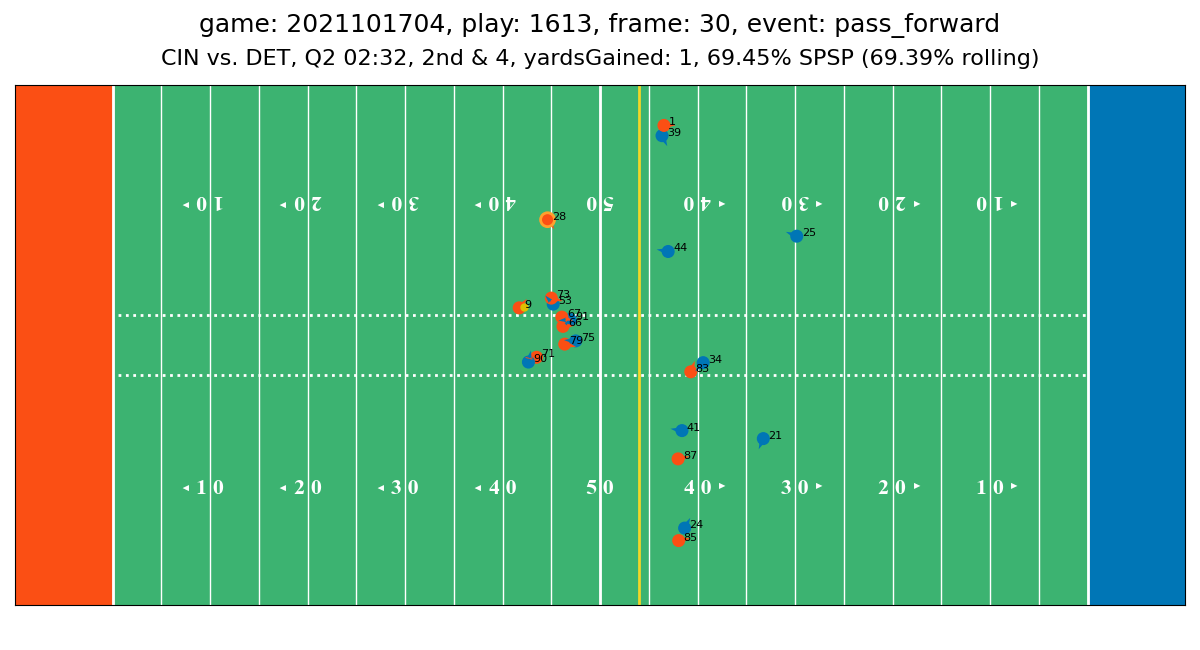 game: 2021101704, play: 1613, frame: 30, event: pass_forward
CIN vs. DET, Q2 02:32, 2nd & 4, yardsGained: 1, 69.45% SPSP (69.39% rolling)
1
39
◂ 1 0
◂ 2 0
◂ 3 0
◂ 4 0
5 0
4 0 ▸
3 0 ▸
2 0 ▸
1 0 ▸
28
25
44
73
53
9
67
91
66
75
79
71
90
34
83
41
21
87
◂ 1 0
◂ 2 0
◂ 3 0
◂ 4 0
5 0
4 0 ▸
3 0 ▸
2 0 ▸
1 0 ▸
24
85